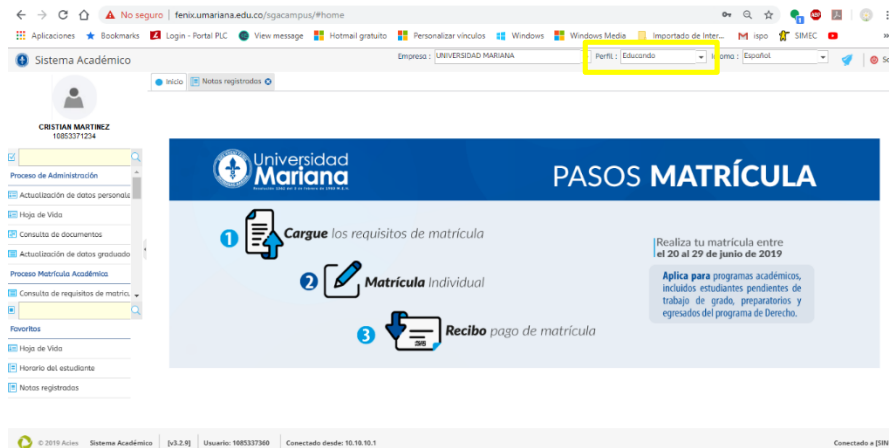 No seguro | fenix.umariana.edu.co/sgacampus/#home
Aplicaciones Bookmarks Login - Portal PLC View message Hotmail gratuito Personalizar vínculos Windows Windows Media Importado de Inter... ispo SIMEC
Sistema Académico Empresa : UNIVERSIDAD MARIANA Perfil : Educando Idioma : Español
Inicio Notas registradas
CRISTIAN MARTINEZ
10853371234
Proceso de Administración
Actualización de datos personale
Hoja de Vida
Consulta de documentos
Actualización de datos graduado
Proceso Matrícula Académica
Consulta de requisitos de matríc
Favoritos
Hoja de Vida
Horario del estudiante
Notas registradas
Universidad
Mariana
PASOS MATRÍCULA
1 Cargue los requisitos de matrícula
2 Matrícula Individual
3 Recibo pago de matrícula
Realiza tu matrícula entre
el 20 al 29 de junio de 2019
Aplica para programas académicos,
incluidos estudiantes pendientes de
trabajo de grado, preparatorios y
egresados del programa de Derecho.
© 2019 Acies Sistema Académico [v3.2.9] Usuario: 1085337360 Conectado desde: 10.10.10.1 Conectado a [SIN